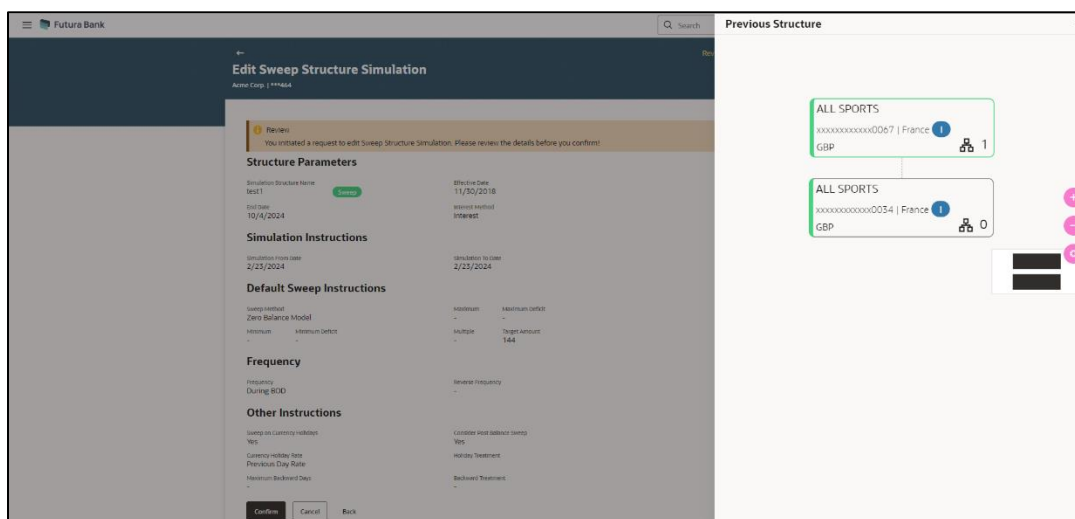 Futura Bank
Search
Previous Structure
Rev
Edit Sweep Structure Simulation
Acme Corp. | ***464
Review
You initiated a request to edit Sweep Structure Simulation. Please review the details before you confirm!
Structure Parameters
Simulation Structure Name
Effective Date
test1 Sweep
11/30/2018
End Date
Interest Method
10/4/2024
Interest
Simulation Instructions
Simulation From Date
Simulation To Date
2/23/2024
2/23/2024
Default Sweep Instructions
Sweep Method
Maximum
Maximum Deficit
Zero Balance Model
-
-
Minimum
Minimum Deficit
Multiple
Target Amount
-
-
-
144
Frequency
Frequency
Reverse Frequency
During BOD
-
Other Instructions
Sweep on Currency Holidays
Consider Post Balance Sweep
Yes
Yes
Currency Holiday Rate
Holiday Treatment
Previous Day Rate
Maximum Backward Days
Backward Treatment
-
-
Confirm
Cancel
Back
ALL SPORTS
xxxxxxxxxxxx0067 | France I
GBP
1
ALL SPORTS
xxxxxxxxxxxx0034 | France I
GBP
0